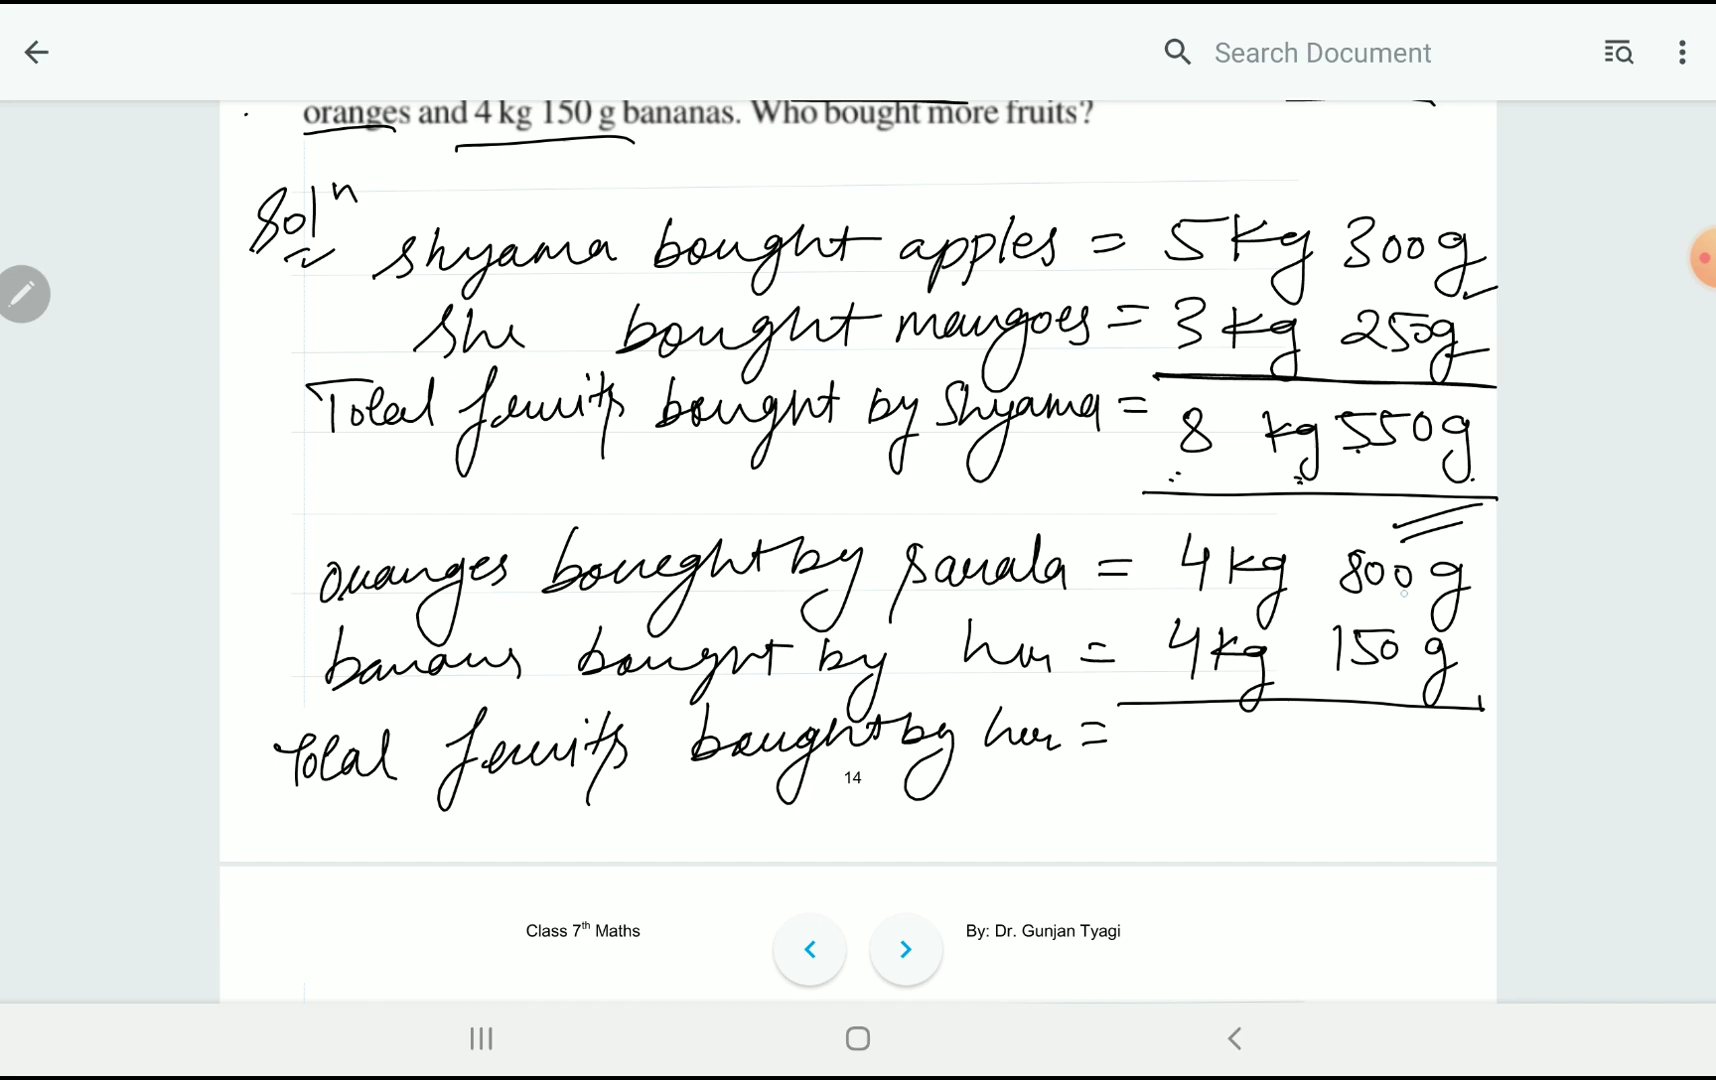 Search Document
oranges and 4 kg 150 g bananas. Who bought more fruits?
Solⁿ
shyama bought apples = 5 kg 300g
she bought mangoes = 3 kg 250g
Total fruits bought by Shyama = 8 kg 550g
oranges bought by sarala = 4 kg 800 g
bananas bought by her = 4 kg 150 g
Total fruits bought by her =
14
Class 7th Maths
By: Dr. Gunjan Tyagi